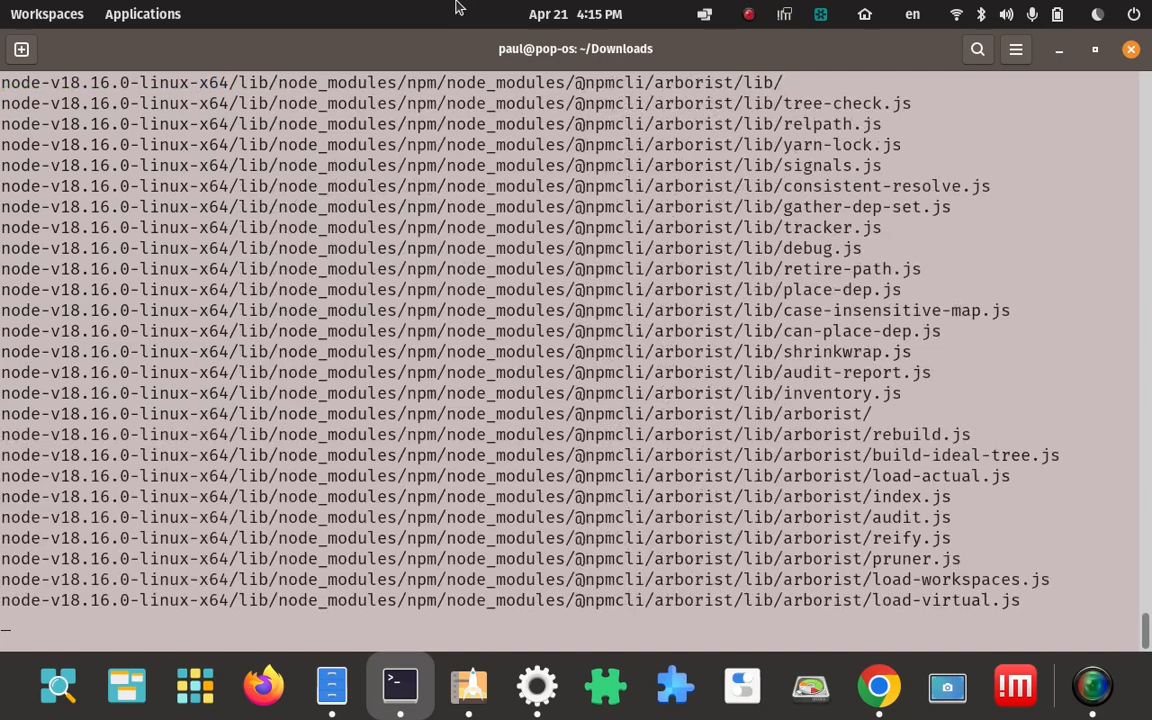 Workspaces Applications Apr 21 4:15 PM en
paul@pop-os: ~/Downloads
node-v18.16.0-linux-x64/lib/node_modules/npm/node_modules/@npmcli/arborist/lib/
node-v18.16.0-linux-x64/lib/node_modules/npm/node_modules/@npmcli/arborist/lib/tree-check.js
node-v18.16.0-linux-x64/lib/node_modules/npm/node_modules/@npmcli/arborist/lib/relpath.js
node-v18.16.0-linux-x64/lib/node_modules/npm/node_modules/@npmcli/arborist/lib/yarn-lock.js
node-v18.16.0-linux-x64/lib/node_modules/npm/node_modules/@npmcli/arborist/lib/signals.js
node-v18.16.0-linux-x64/lib/node_modules/npm/node_modules/@npmcli/arborist/lib/consistent-resolve.js
node-v18.16.0-linux-x64/lib/node_modules/npm/node_modules/@npmcli/arborist/lib/gather-dep-set.js
node-v18.16.0-linux-x64/lib/node_modules/npm/node_modules/@npmcli/arborist/lib/tracker.js
node-v18.16.0-linux-x64/lib/node_modules/npm/node_modules/@npmcli/arborist/lib/debug.js
node-v18.16.0-linux-x64/lib/node_modules/npm/node_modules/@npmcli/arborist/lib/retire-path.js
node-v18.16.0-linux-x64/lib/node_modules/npm/node_modules/@npmcli/arborist/lib/place-dep.js
node-v18.16.0-linux-x64/lib/node_modules/npm/node_modules/@npmcli/arborist/lib/case-insensitive-map.js
node-v18.16.0-linux-x64/lib/node_modules/npm/node_modules/@npmcli/arborist/lib/can-place-dep.js
node-v18.16.0-linux-x64/lib/node_modules/npm/node_modules/@npmcli/arborist/lib/shrinkwrap.js
node-v18.16.0-linux-x64/lib/node_modules/npm/node_modules/@npmcli/arborist/lib/audit-report.js
node-v18.16.0-linux-x64/lib/node_modules/npm/node_modules/@npmcli/arborist/lib/inventory.js
node-v18.16.0-linux-x64/lib/node_modules/npm/node_modules/@npmcli/arborist/lib/arborist/
node-v18.16.0-linux-x64/lib/node_modules/npm/node_modules/@npmcli/arborist/lib/arborist/rebuild.js
node-v18.16.0-linux-x64/lib/node_modules/npm/node_modules/@npmcli/arborist/lib/arborist/build-ideal-tree.js
node-v18.16.0-linux-x64/lib/node_modules/npm/node_modules/@npmcli/arborist/lib/arborist/load-actual.js
node-v18.16.0-linux-x64/lib/node_modules/npm/node_modules/@npmcli/arborist/lib/arborist/index.js
node-v18.16.0-linux-x64/lib/node_modules/npm/node_modules/@npmcli/arborist/lib/arborist/audit.js
node-v18.16.0-linux-x64/lib/node_modules/npm/node_modules/@npmcli/arborist/lib/arborist/reify.js
node-v18.16.0-linux-x64/lib/node_modules/npm/node_modules/@npmcli/arborist/lib/arborist/pruner.js
node-v18.16.0-linux-x64/lib/node_modules/npm/node_modules/@npmcli/arborist/lib/arborist/load-workspaces.js
node-v18.16.0-linux-x64/lib/node_modules/npm/node_modules/@npmcli/arborist/lib/arborist/load-virtual.js